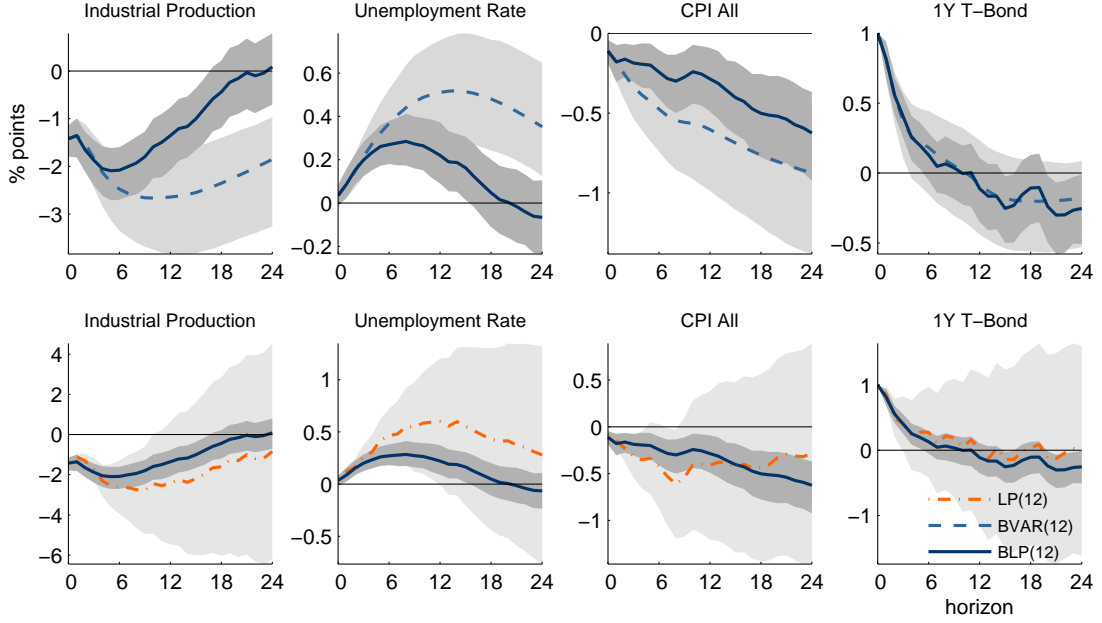 Industrial Production
Unemployment Rate
CPI All
1Y T−Bond
% points
0
−1
−2
−3
0 6 12 18 24
0.6
0.4
0.2
0
−0.2
0 6 12 18 24
0
−0.5
−1
0 6 12 18 24
1
0.5
0
−0.5
0 6 12 18 24
Industrial Production
Unemployment Rate
CPI All
1Y T−Bond
4
2
0
−2
−4
−6
0 6 12 18 24
1
0.5
0
−0.5
0 6 12 18 24
0.5
0
−0.5
−1
0 6 12 18 24
1
0
−1
LP(12)
BVAR(12)
BLP(12)
0 6 12 18 24
horizon